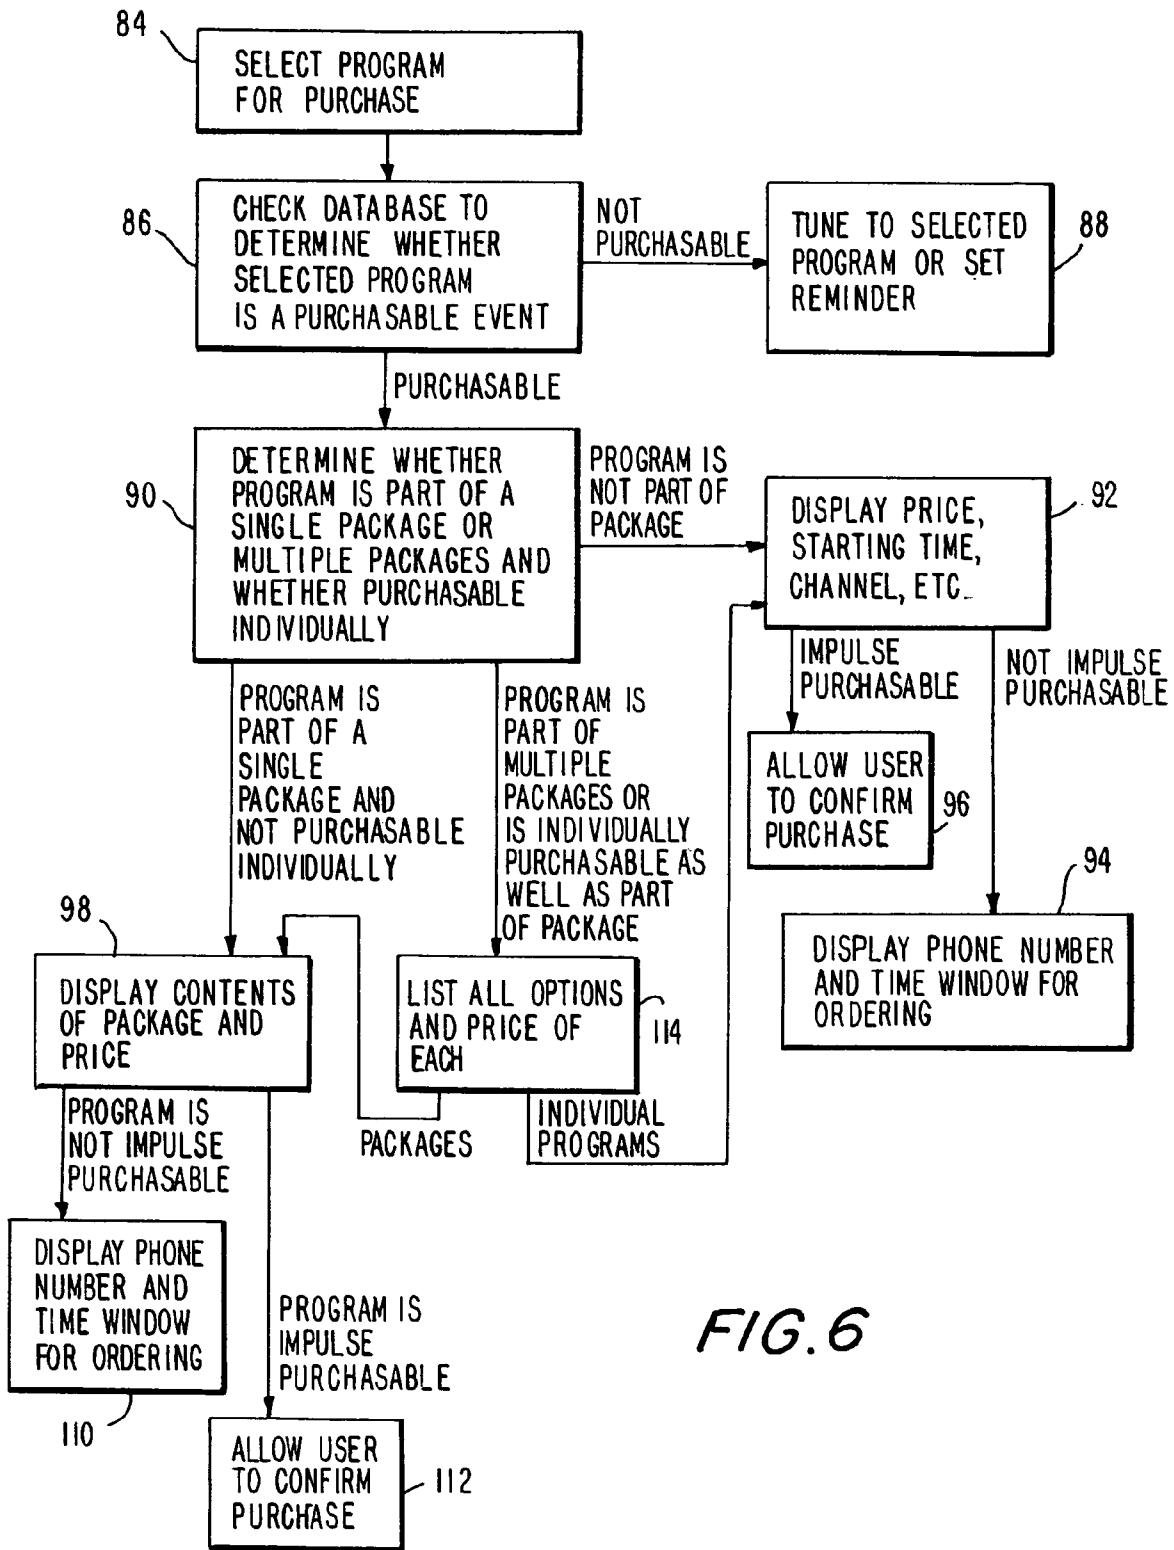 84
SELECT PROGRAM
FOR PURCHASE
86
CHECK DATABASE TO
DETERMINE WHETHER
SELECTED PROGRAM
IS A PURCHASABLE EVENT
NOT
PURCHASABLE
TUNE TO SELECTED
PROGRAM OR SET
REMINDER
88
PURCHASABLE
90
DETERMINE WHETHER
PROGRAM IS PART OF A
SINGLE PACKAGE OR
MULTIPLE PACKAGES AND
WHETHER PURCHASABLE
INDIVIDUALLY
PROGRAM IS
NOT PART OF
PACKAGE
92
DISPLAY PRICE,
STARTING TIME,
CHANNEL, ETC.
IMPULSE
PURCHASABLE
NOT IMPULSE
PURCHASABLE
PROGRAM IS
PART OF A
SINGLE
PACKAGE AND
NOT PURCHASABLE
INDIVIDUALLY
PROGRAM IS
PART OF
MULTIPLE
PACKAGES OR
IS INDIVIDUALLY
PURCHASABLE AS
WELL AS PART
OF PACKAGE
ALLOW USER
TO CONFIRM
PURCHASE
96
94
DISPLAY PHONE NUMBER
AND TIME WINDOW FOR
ORDERING
98
DISPLAY CONTENTS
OF PACKAGE AND
PRICE
LIST ALL OPTIONS
AND PRICE OF
EACH
114
PROGRAM IS
NOT IMPULSE
PURCHASABLE
PACKAGES
INDIVIDUAL
PROGRAMS
DISPLAY PHONE
NUMBER AND
TIME WINDOW
FOR ORDERING
110
PROGRAM IS
IMPULSE
PURCHASABLE
ALLOW USER
TO CONFIRM
PURCHASE
112
FIG. 6